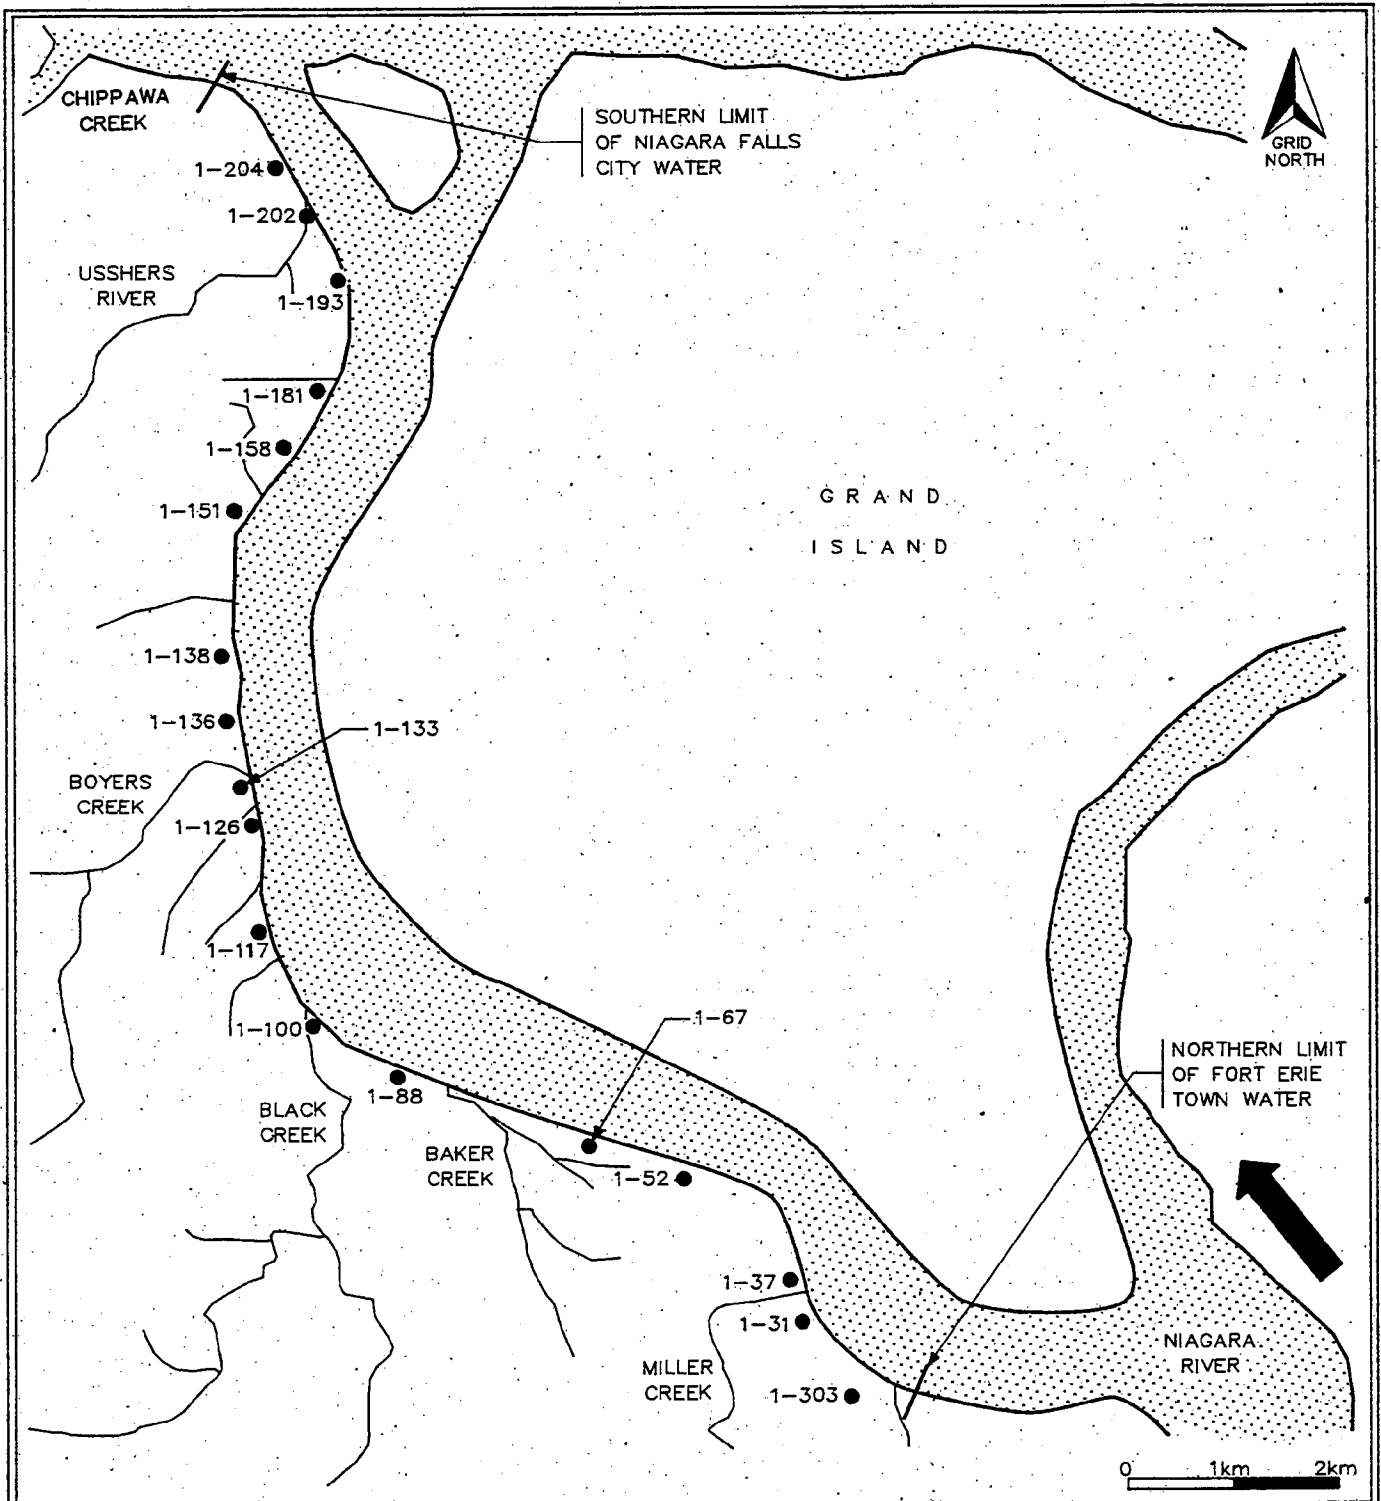 CHIPPAWA
CREEK
SOUTHERN LIMIT
OF NIAGARA FALLS
CITY WATER
GRID
NORTH
1-204
1-202
USSHERS
RIVER
1-193
1-181
1-158
1-151
GRAND
ISLAND
1-138
1-136
1-133
BOYERS
CREEK
1-126
1-117
1-100
1-67
NORTHERN LIMIT
OF FORT ERIE
TOWN WATER
1-88
BLACK
CREEK
BAKER
CREEK
1-52
1-37
1-31
MILLER
CREEK
1-303
NIAGARA
RIVER
0 1km 2km